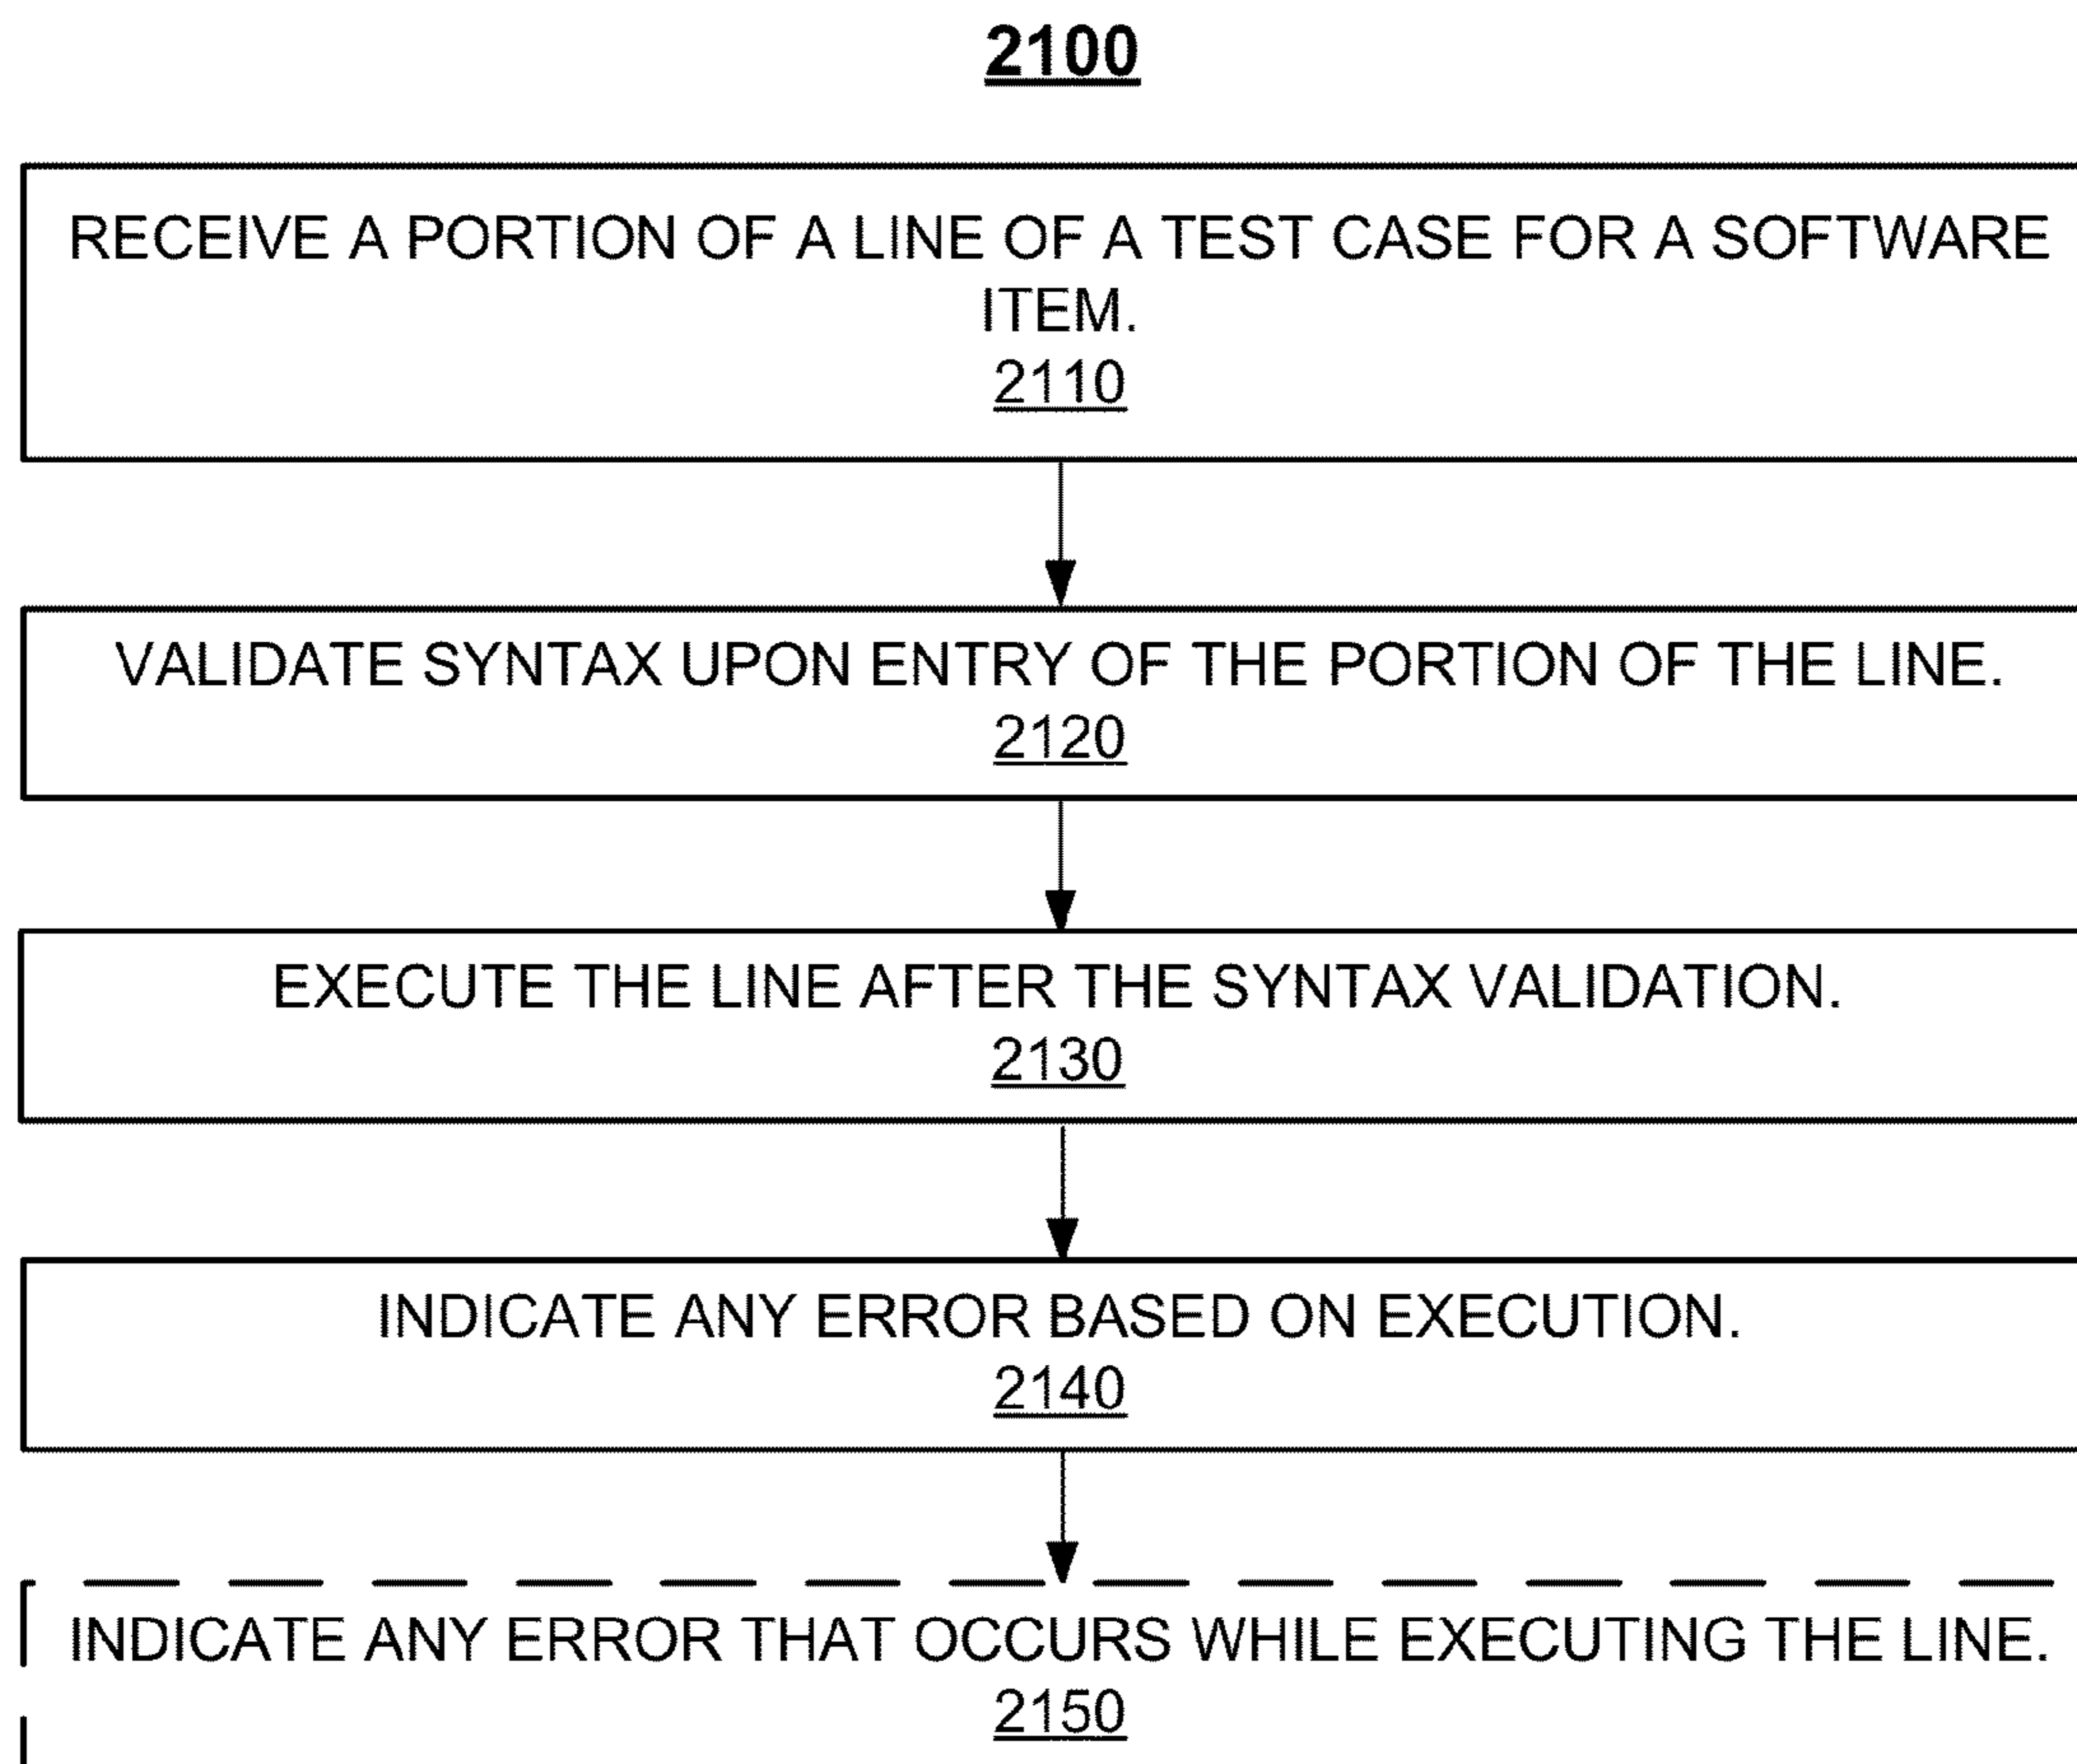 2100
RECEIVE A PORTION OF A LINE OF A TEST CASE FOR A SOFTWARE
ITEM.
2110
VALIDATE SYNTAX UPON ENTRY OF THE PORTION OF THE LINE.
2120
EXECUTE THE LINE AFTER THE SYNTAX VALIDATION.
2130
INDICATE ANY ERROR BASED ON EXECUTION.
2140
INDICATE ANY ERROR THAT OCCURS WHILE EXECUTING THE LINE.
2150